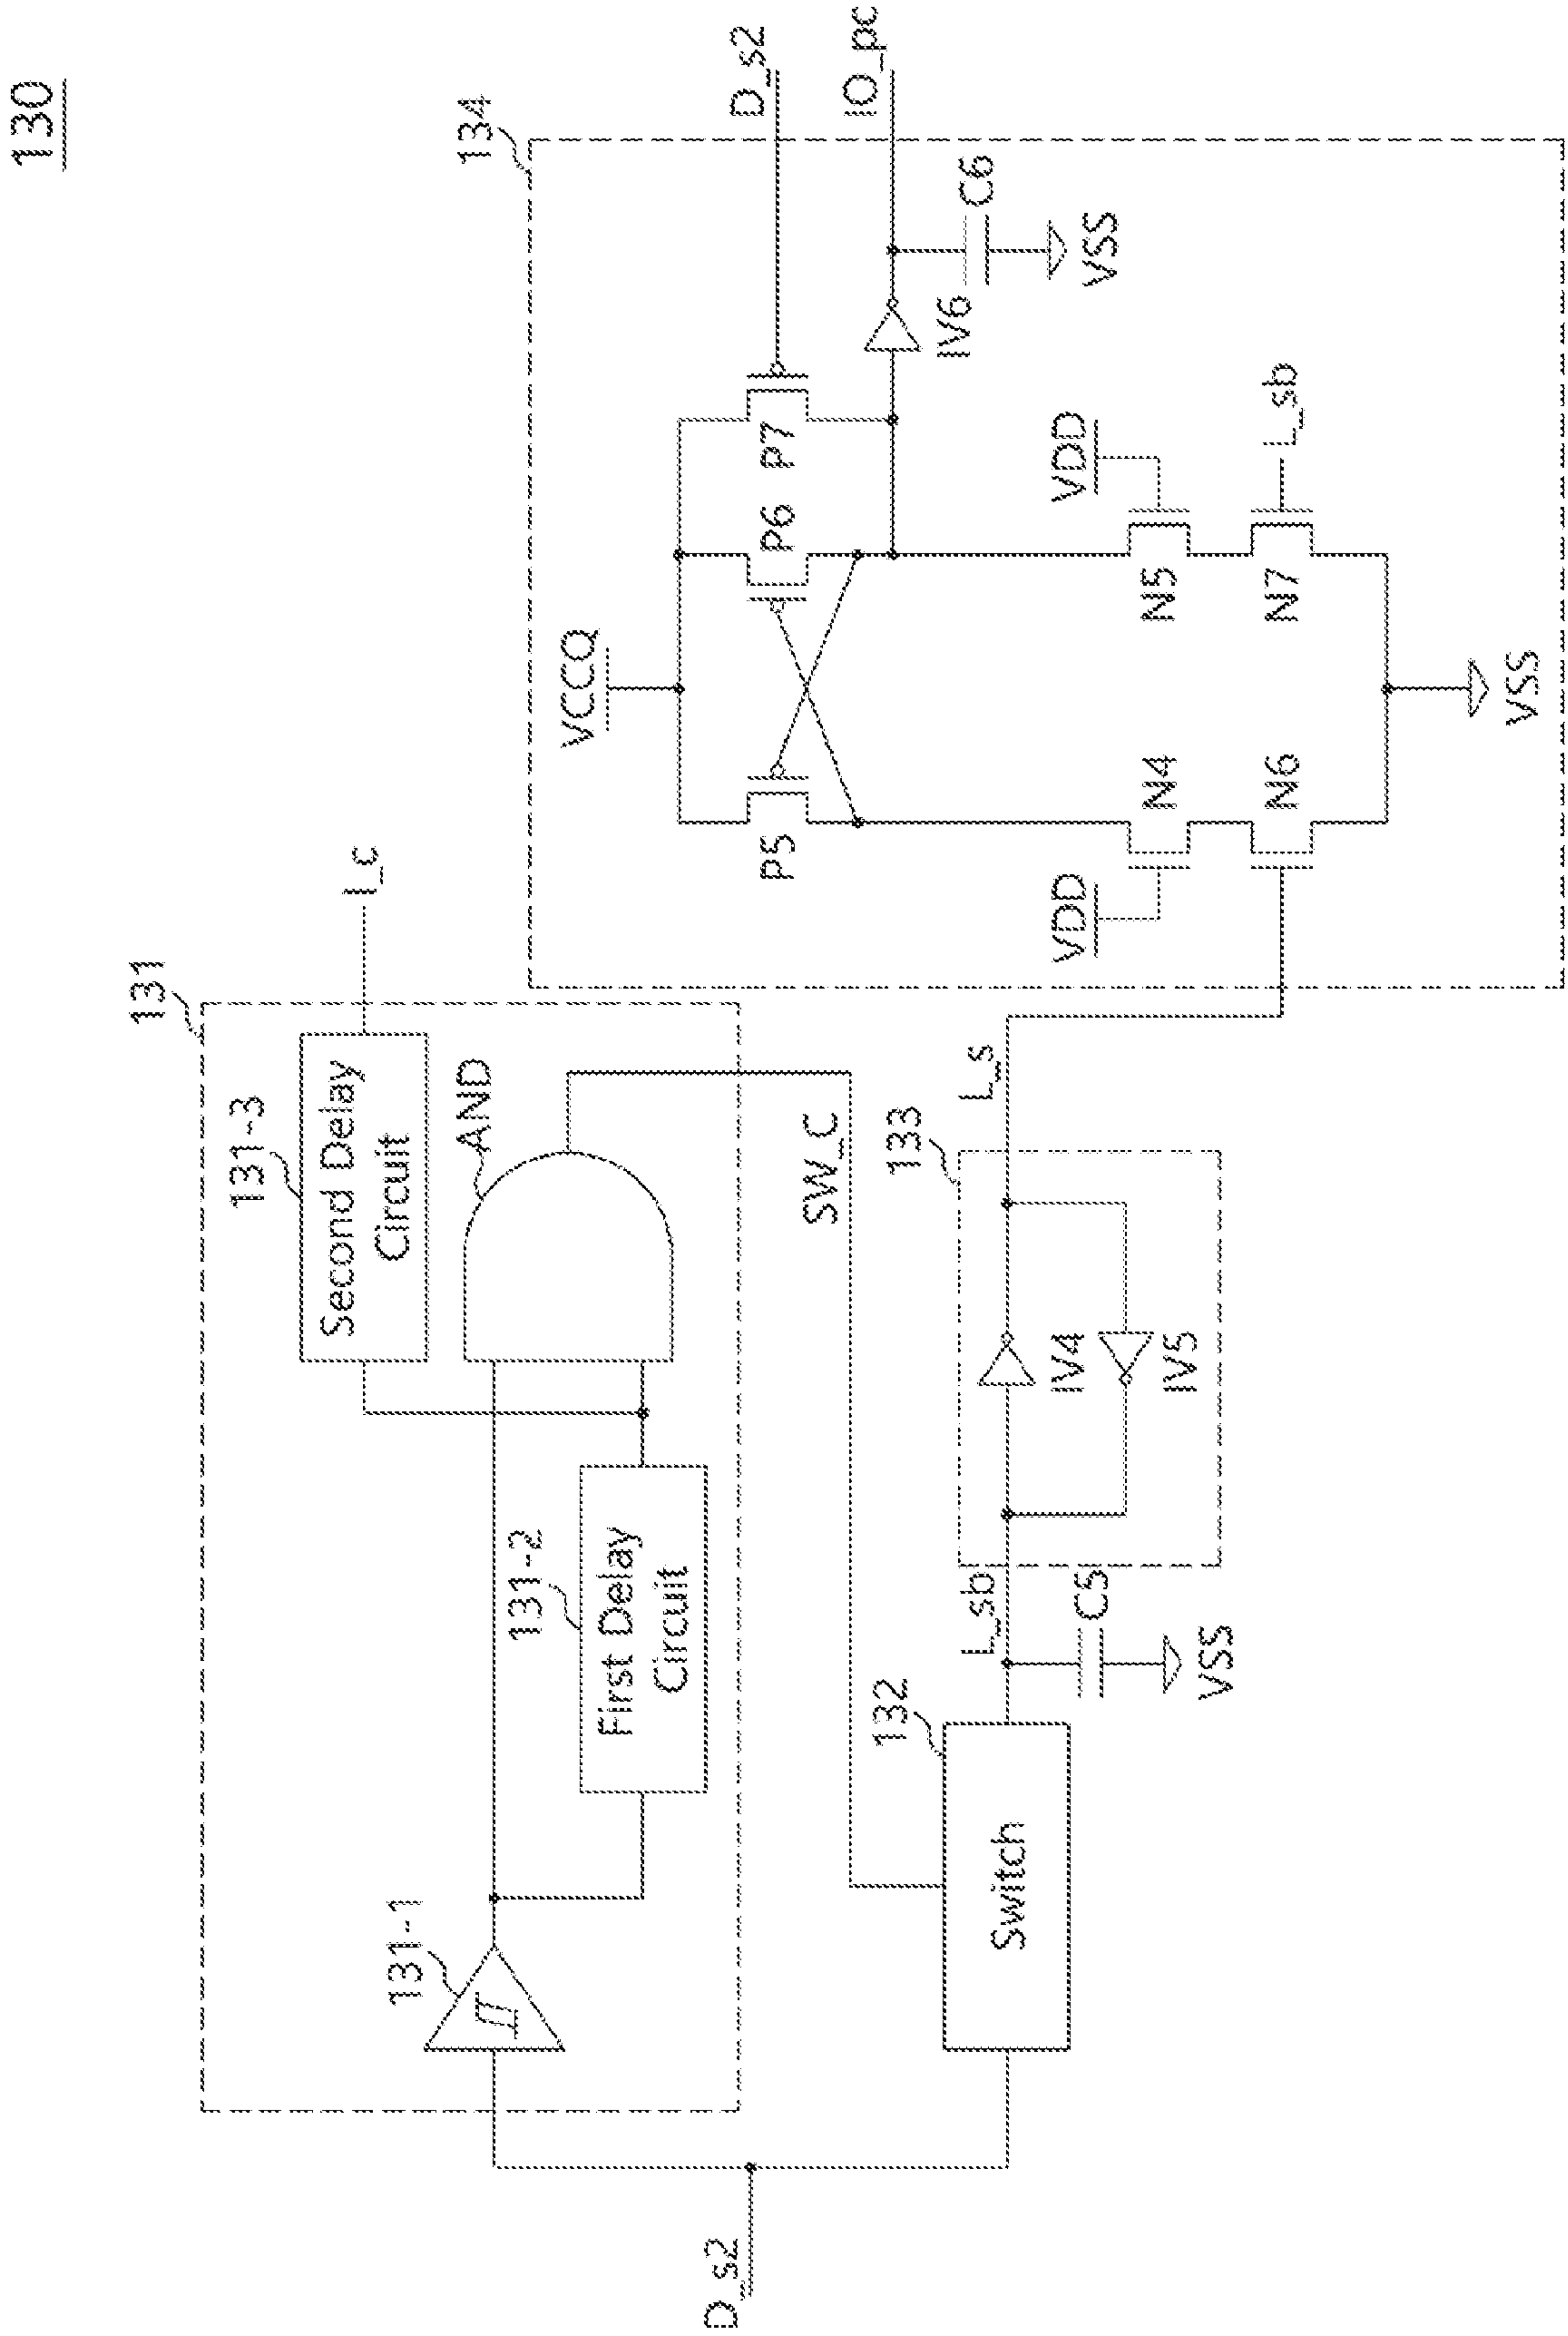 130
131
131-3
Second Delay
Circuit
I_c
131-1
AND
131-2
First Delay
Circuit
D_s2
SW_C
132
Switch
L_sb
C5
VSS
133
IV4
IV5
L_s
134
VCCQ
P5
P6
P7
D_s2
IO_pc
IV6
C6
VSS
VDD
N4
N6
VDD
N5
N7
L_sb
VSS